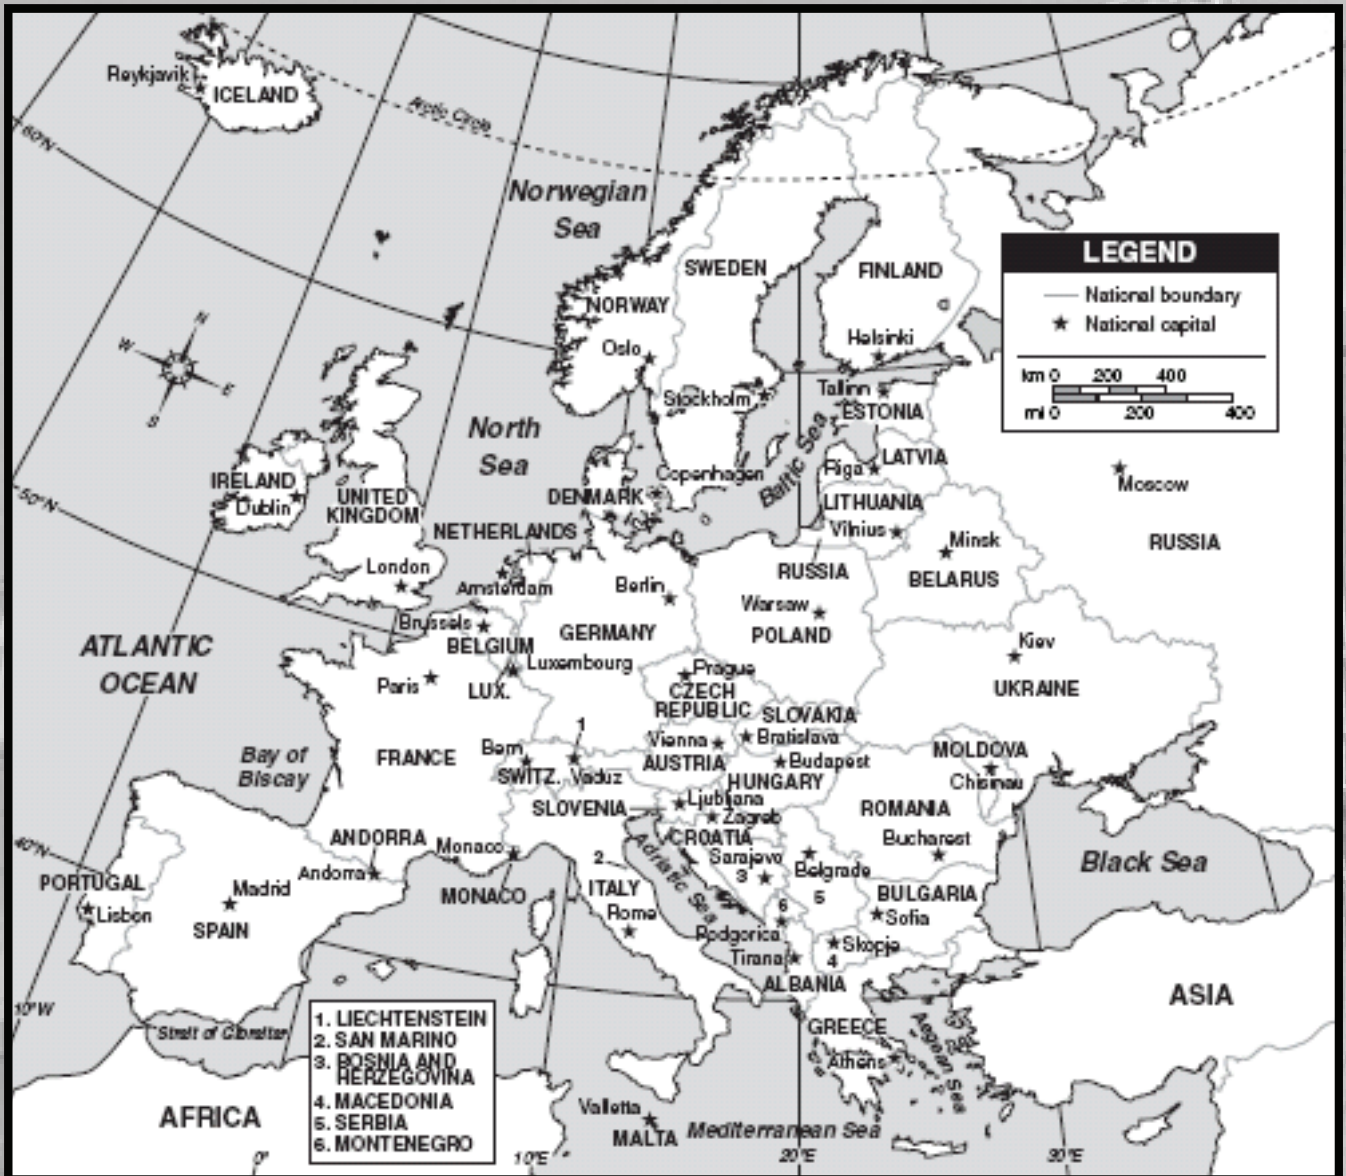 Reykjavik
ICELAND
Arctic Circle
60°N
Norwegian
Sea
LEGEND
National boundary
National capital
km 0 200 400
mi 0 200 400
SWEDEN
FINLAND
NORWAY
Helsinki
Oslo
N
W
E
S
Stockholm
Tallinn
ESTONIA
North
Sea
Baltic Sea
Riga
LATVIA
Moscow
RUSSIA
IRELAND
Dublin
UNITED
KINGDOM
DENMARK
Copenhagen
LITHUANIA
Vilnius
50°N
NETHERLANDS
Minsk
BELARUS
RUSSIA
London
Amsterdam
Berlin
Warsaw
POLAND
Brussels
BELGIUM
GERMANY
Kiev
UKRAINE
ATLANTIC
OCEAN
Luxembourg
LUX.
Paris
Prague
CZECH
REPUBLIC
SLOVAKIA
Bratislava
1
Bay of
Biscay
FRANCE
Bern
SWITZ.
Vaduz
Vienna
AUSTRIA
Budapest
HUNGARY
MOLDOVA
Chisinau
SLOVENIA
Ljubljana
Zagreb
CROATIA
ROMANIA
Bucharest
ANDORRA
Andorra
Monaco
MONACO
2
Adriatic Sea
Sarajevo
3
Belgrade
5
Black Sea
40°N
PORTUGAL
Lisbon
Madrid
SPAIN
ITALY
Rome
6
Podgorica
BULGARIA
Sofia
Skopje
4
Tirana
ALBANIA
ASIA
10°W
Strait of Gibraltar
GREECE
Athens
Aegean Sea
1. LIECHTENSTEIN
2. SAN MARINO
3. BOSNIA AND
HERZEGOVINA
4. MACEDONIA
5. SERBIA
6. MONTENEGRO
AFRICA
Valletta
MALTA
Mediterranean Sea
0°
10°E
20°E
30°E